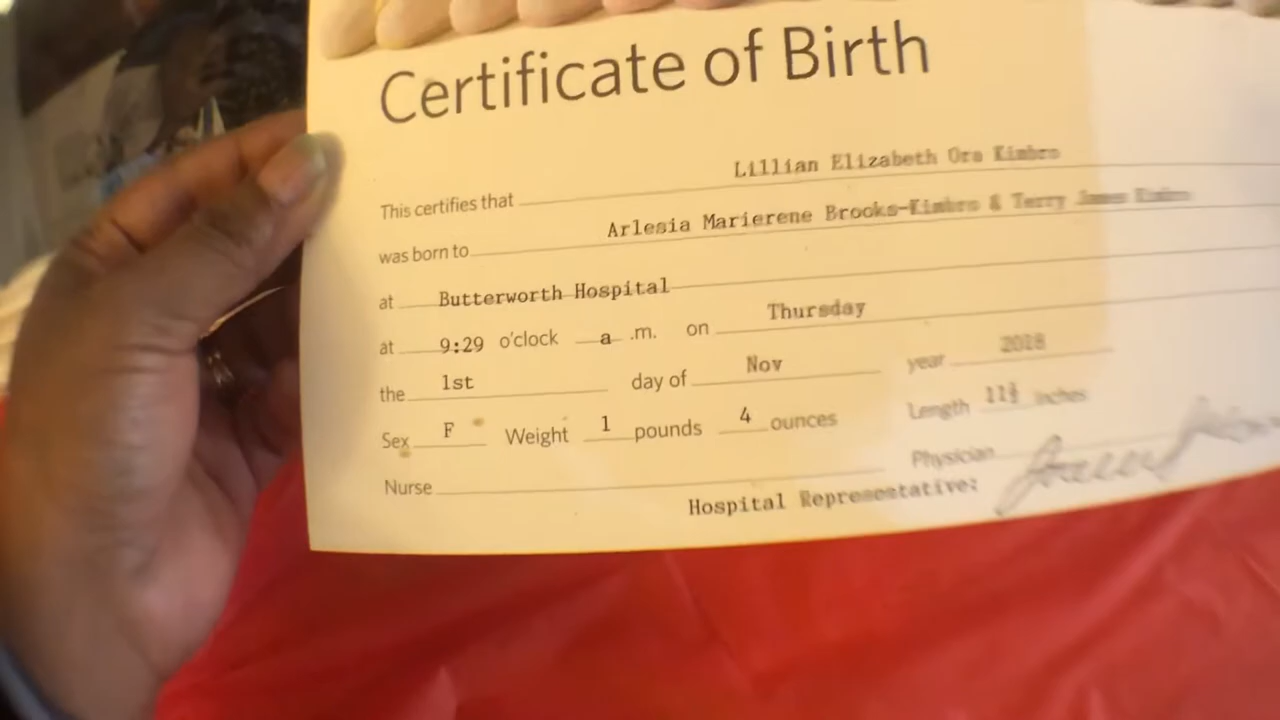 Certificate of Birth
This certifies that Lillian Elizabeth Ora Kimbro
was born to Arlesia Marierene Brooks-Kimbro & Terry James Kimbro
at Butterworth Hospital
at 9:29 o'clock a .m. on Thursday
the 1st day of Nov year 2018
Sex F Weight 1 pounds 4 ounces Length 11¾ inches
Nurse Physician
Hospital Representative: